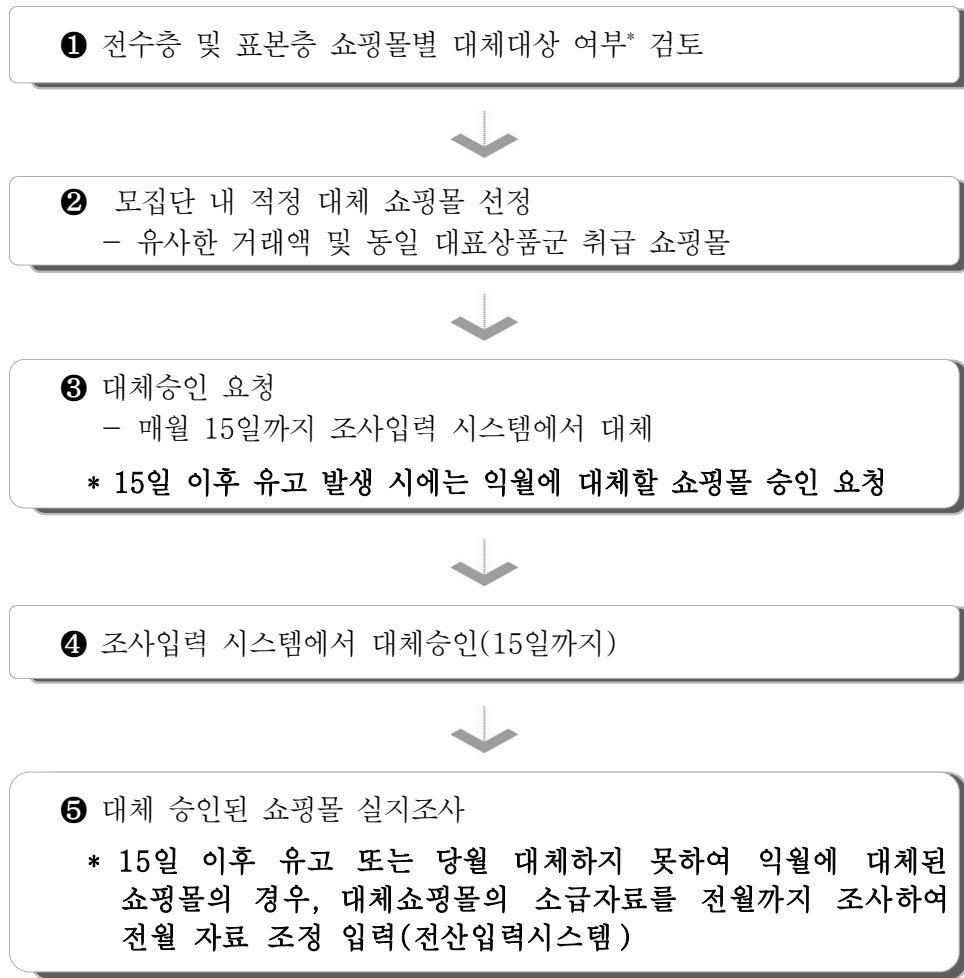 ❶ 전수층 및 표본층 쇼핑몰별 대체대상 여부* 검토
❷ 모집단 내 적정 대체 쇼핑몰 선정
– 유사한 거래액 및 동일 대표상품군 취급 쇼핑몰
❸ 대체승인 요청
– 매월 15일까지 조사입력 시스템에서 대체
* 15일 이후 유고 발생 시에는 익월에 대체할 쇼핑몰 승인 요청
❹ 조사입력 시스템에서 대체승인(15일까지)
❺ 대체 승인된 쇼핑몰 실지조사
* 15일 이후 유고 또는 당월 대체하지 못하여 익월에 대체된
쇼핑몰의 경우, 대체쇼핑몰의 소급자료를 전월까지 조사하여
전월 자료 조정 입력(전산입력시스템)